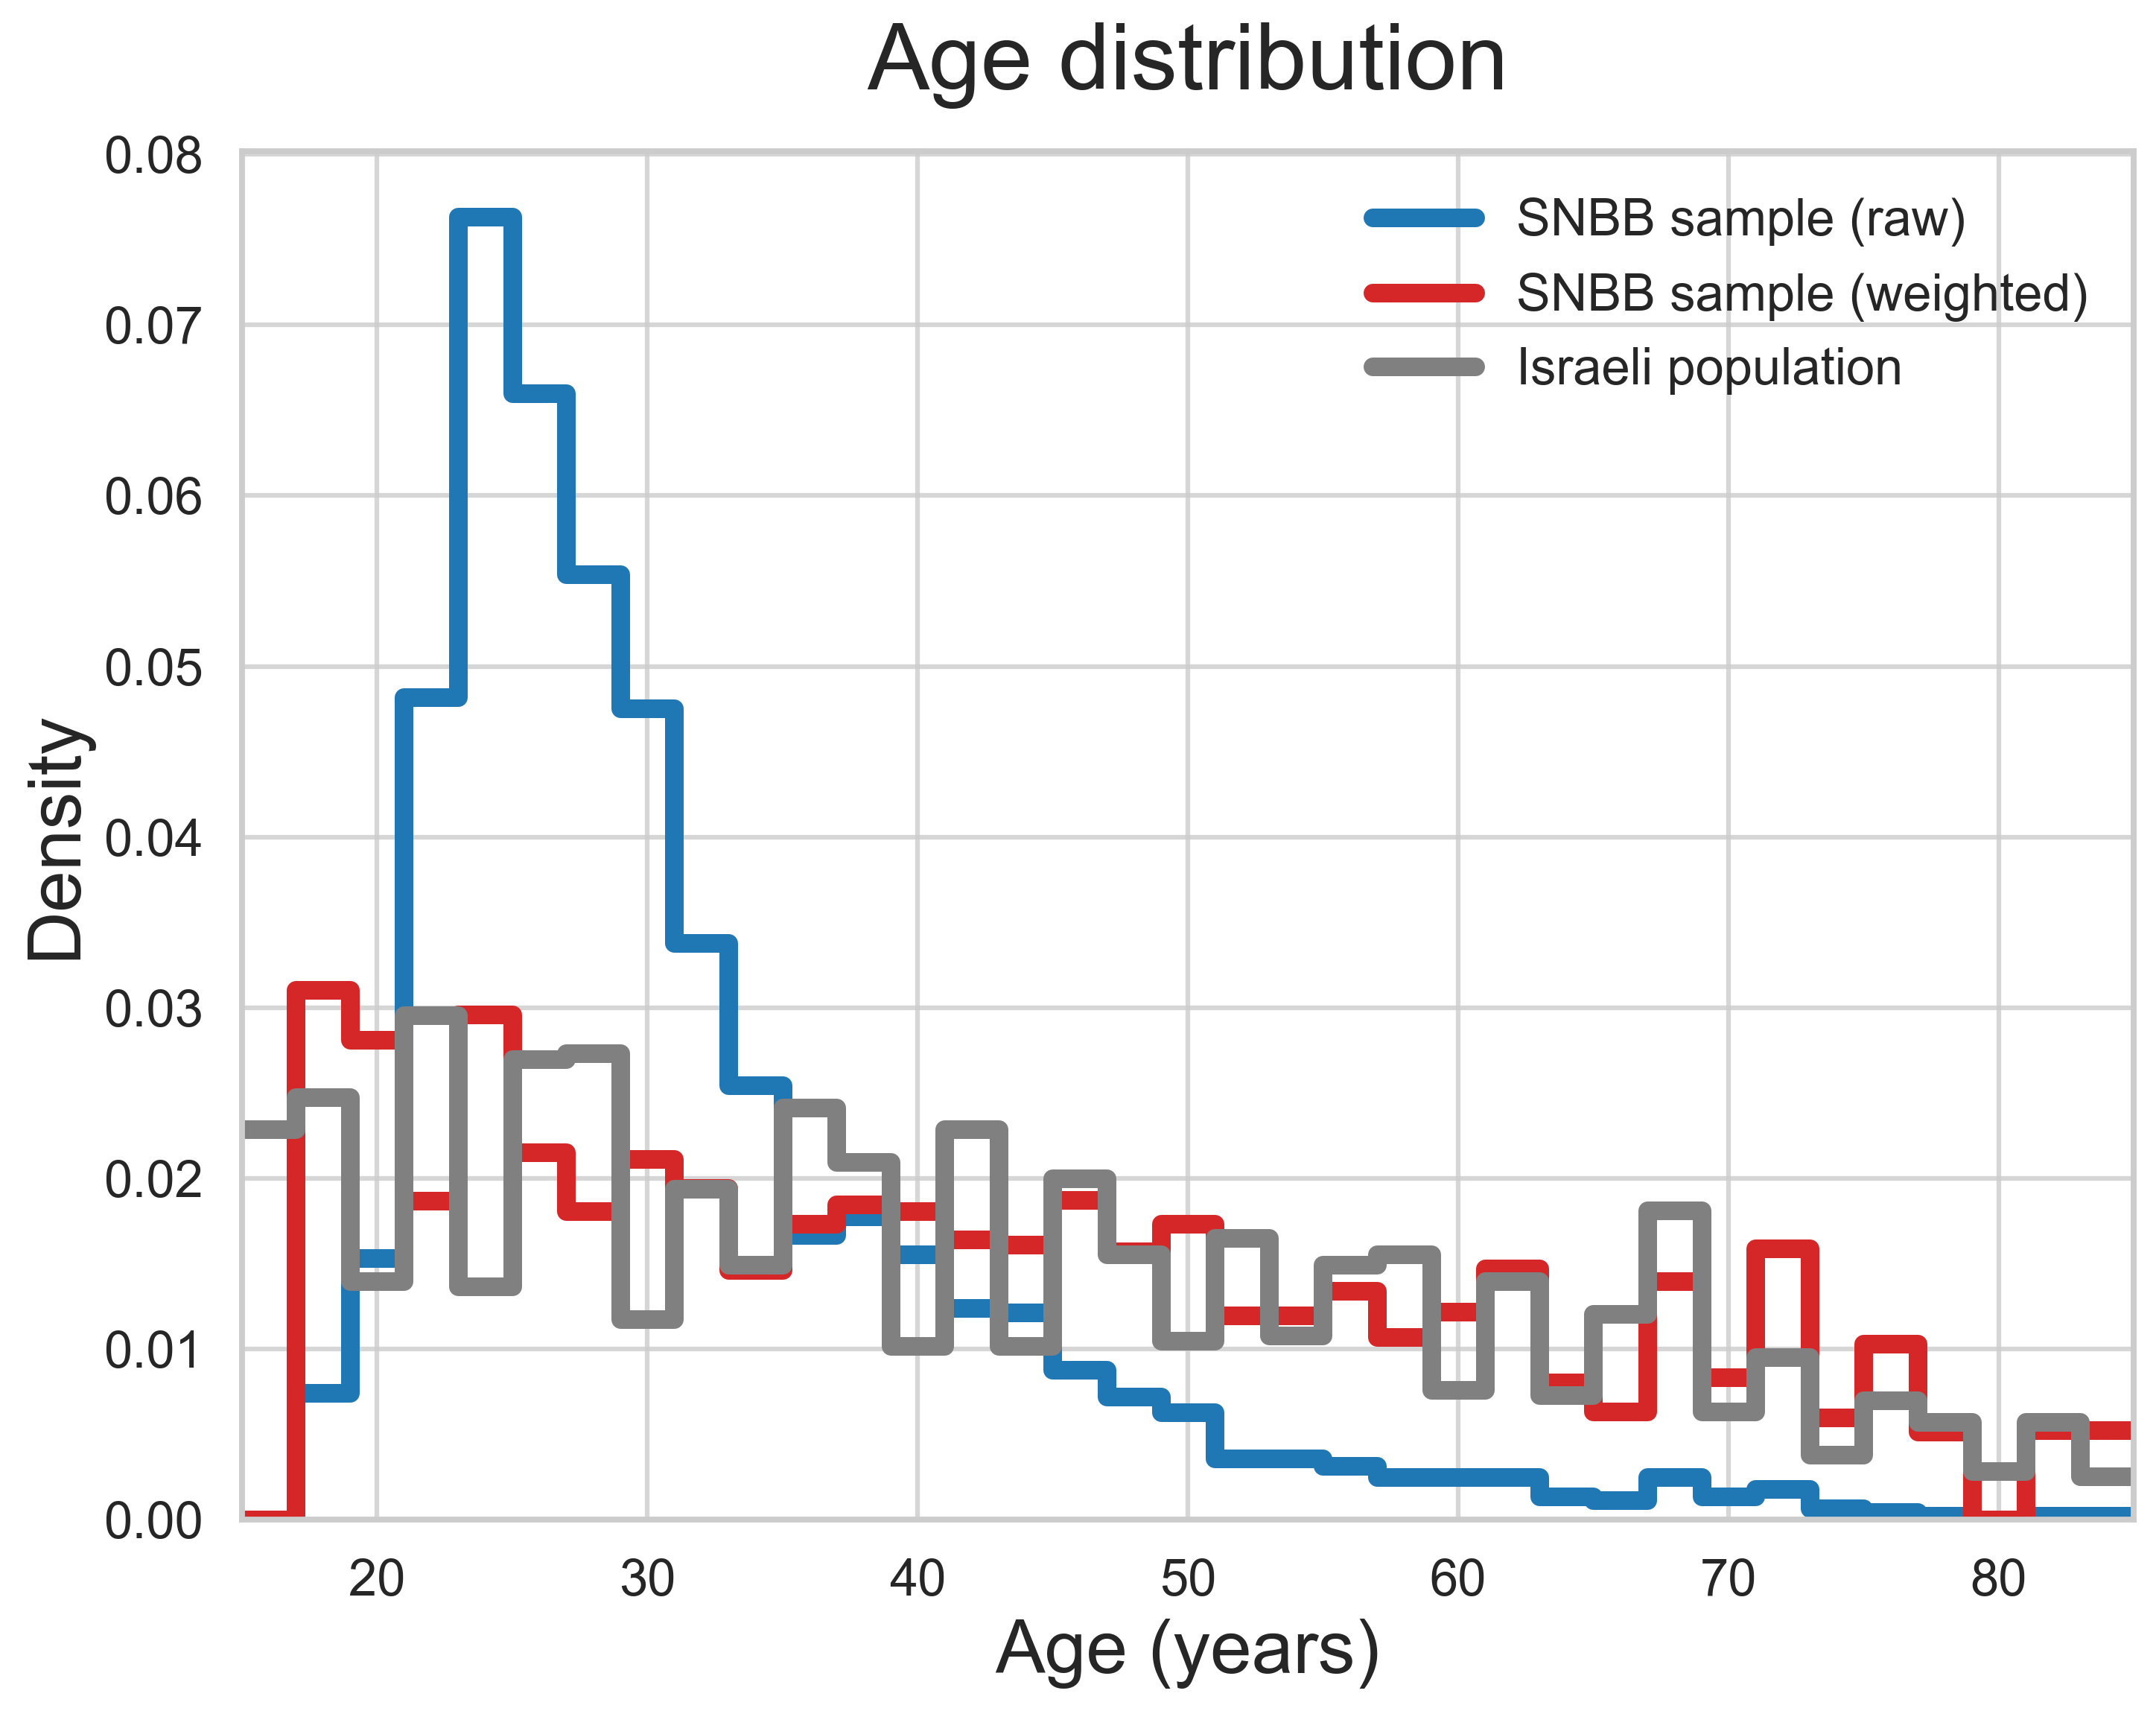 Age distribution
0.08
0.07
0.06
0.05
0.04
0.03
0.02
0.01
0.00
Density
SNBB sample (raw)
SNBB sample (weighted)
Israeli population
20 30 40 50 60 70 80
Age (years)